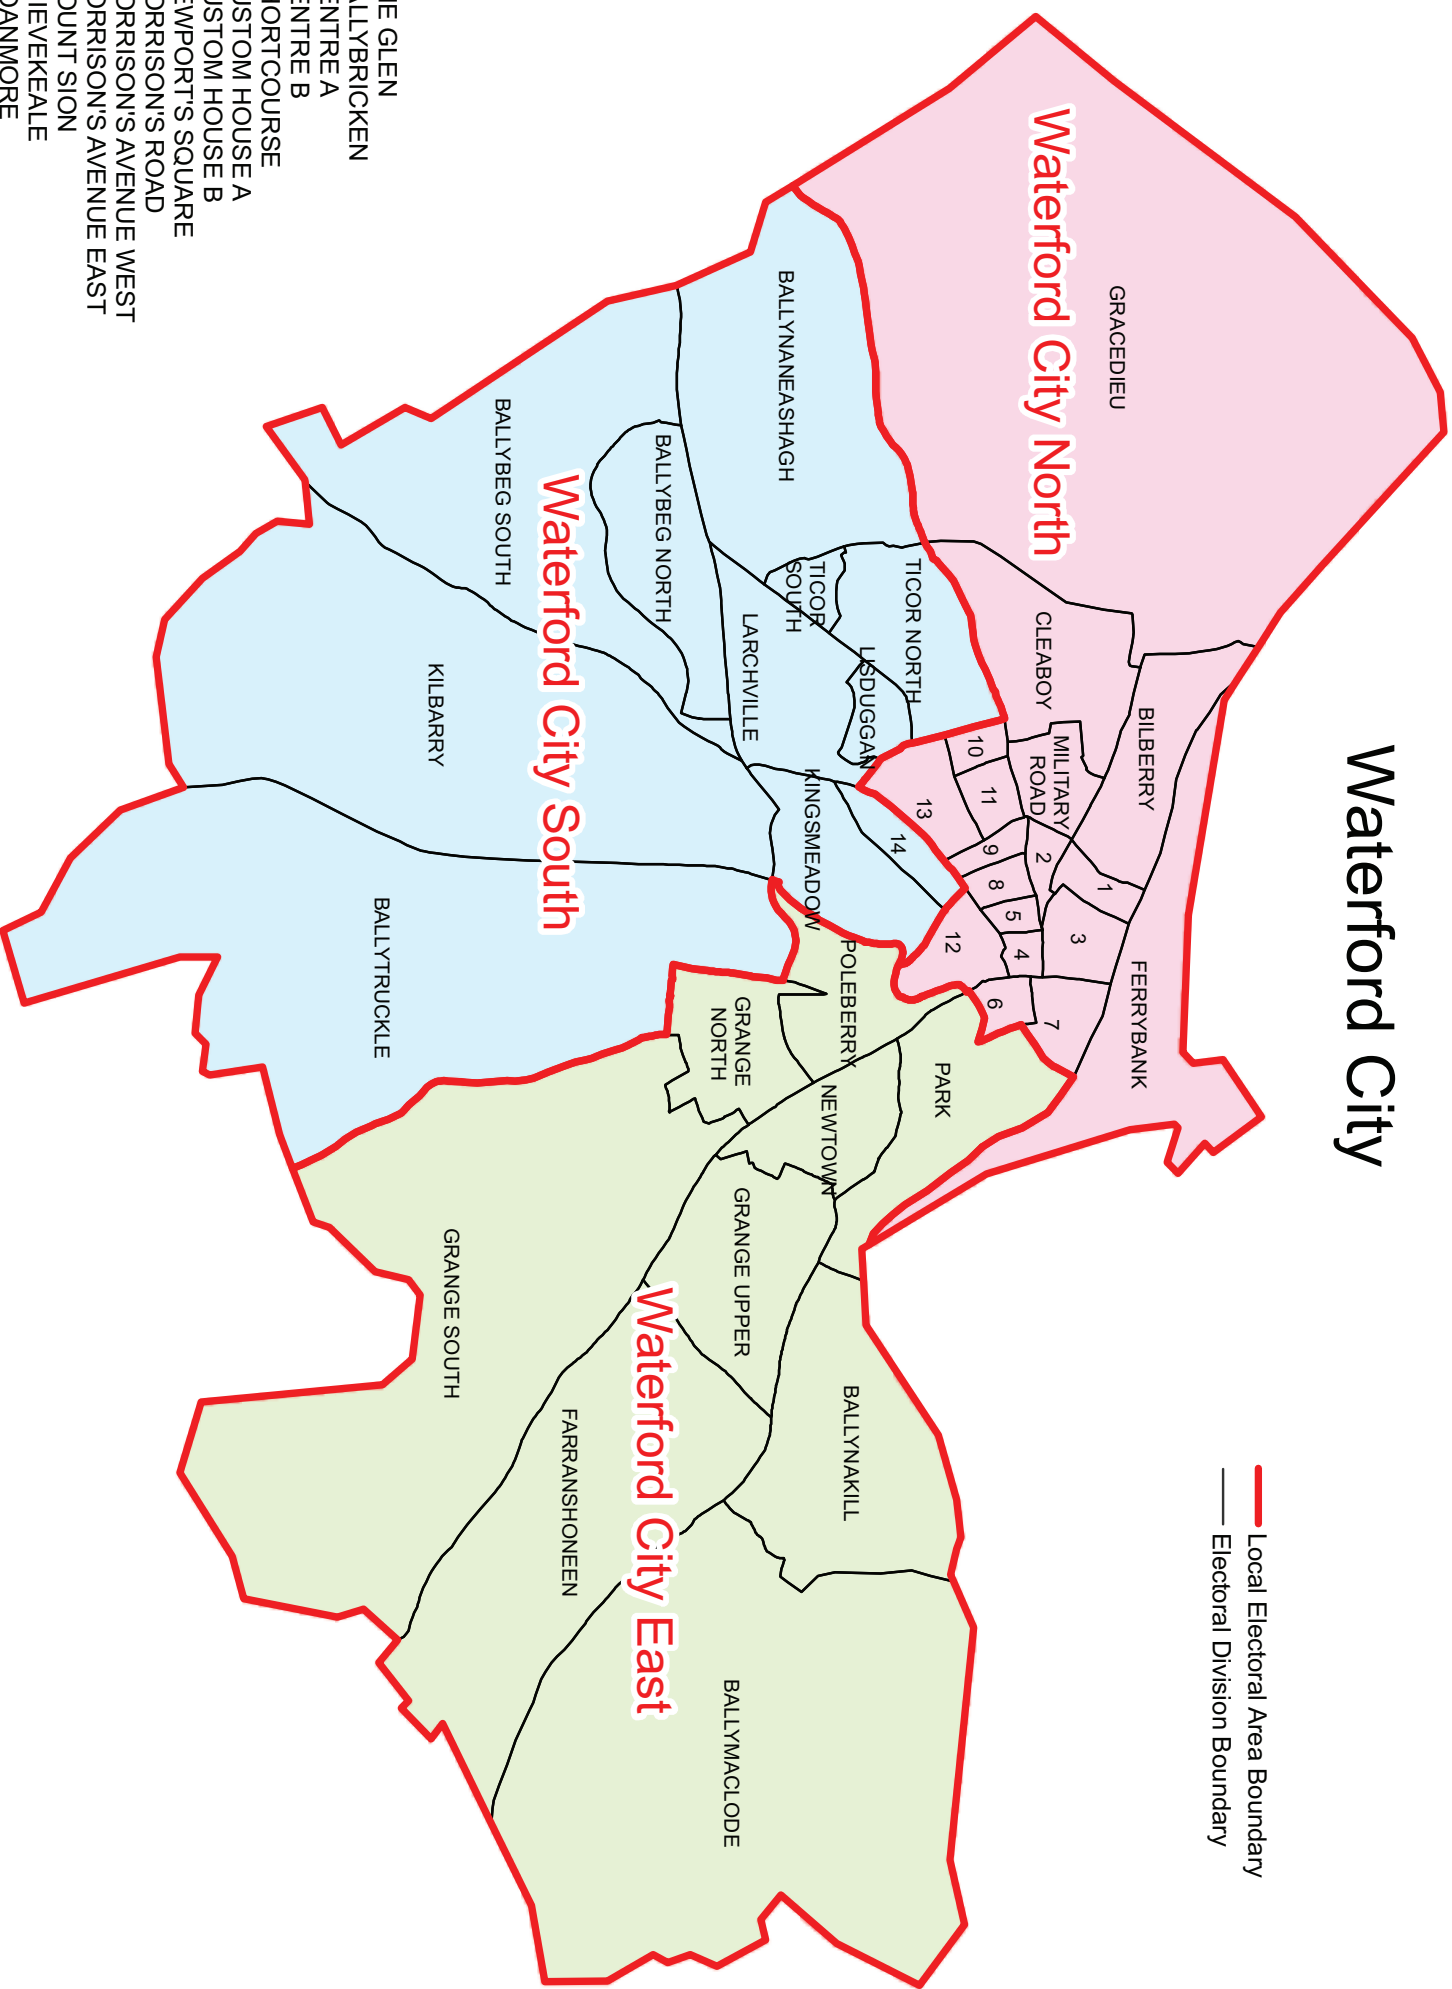 Waterford City
Local Electoral Area Boundary
Electoral Division Boundary
Waterford City North
GRACEDIEU
CLEABOY
BILBERRY
MILITARY
ROAD
FERRYBANK
1
2
3
4
5
6
7
8
9
10
11
12
13
14
Waterford City South
BALLYNANEASHAGH
TICOR NORTH
TICOR
SOUTH
LISDUGGAN
LARCHVILLE
BALLYBEG NORTH
BALLYBEG SOUTH
KINGSMEADOW
KILBARRY
BALLYTRUCKLE
Waterford City East
POLEBERRY
PARK
NEWTOWN
GRANGE
NORTH
GRANGE UPPER
GRANGE SOUTH
FARRANSHONEEN
BALLYNAKILL
BALLYMACLODE
HE GLEN
ALLYBRICKEN
ENTRE A
ENTRE B
HORTCOURSE
USTOM HOUSE A
USTOM HOUSE B
EWPORT'S SQUARE
ORRISON'S ROAD
ORRISON'S AVENUE WEST
ORRISON'S AVENUE EAST
OUNT SION
IEVEKEALE
OANMORE